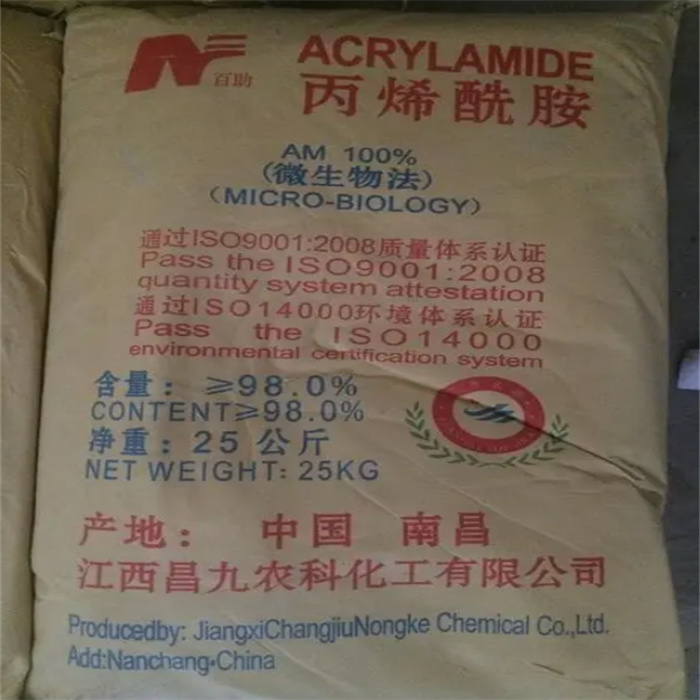 百助
ACRYLAMIDE
丙烯酰胺
AM 100%
(微生物法)
(MICRO-BIOLOGY)
通过ISO9001:2008质量体系认证
Pass the ISO9001:2008
quantity system attestation
通过ISO14000环境体系认证
Pass the ISO14000
environmental certification system
含量：≥98.0%
CONTENT≥98.0%
净重：25公斤
NET WEIGHT: 25KG
产地：中国 南昌
江西昌九农科化工有限公司
Producedby: JiangxiChangjiuNongke Chemical Co.,Ltd.
Add:Nanchang•China